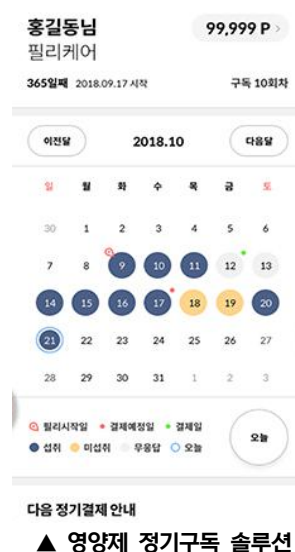 홍길동님 99,999 P >
필리케어
365일째 2018.09.17 시작 구독 10회차
이전달 2018.10 다음달
일 월 화 수 목 금 토
30 1 2 3 4 5 6
7 8 9 10 11 12 13
14 15 16 17 18 19 20
21 22 23 24 25 26 27
28 29 30 31 1 2 3
필리시작일 결제예정일 결제일
섭취 미섭취 무응답 오늘
오늘
다음 정기결제 안내
▲ 영양제 정기구독 솔루션